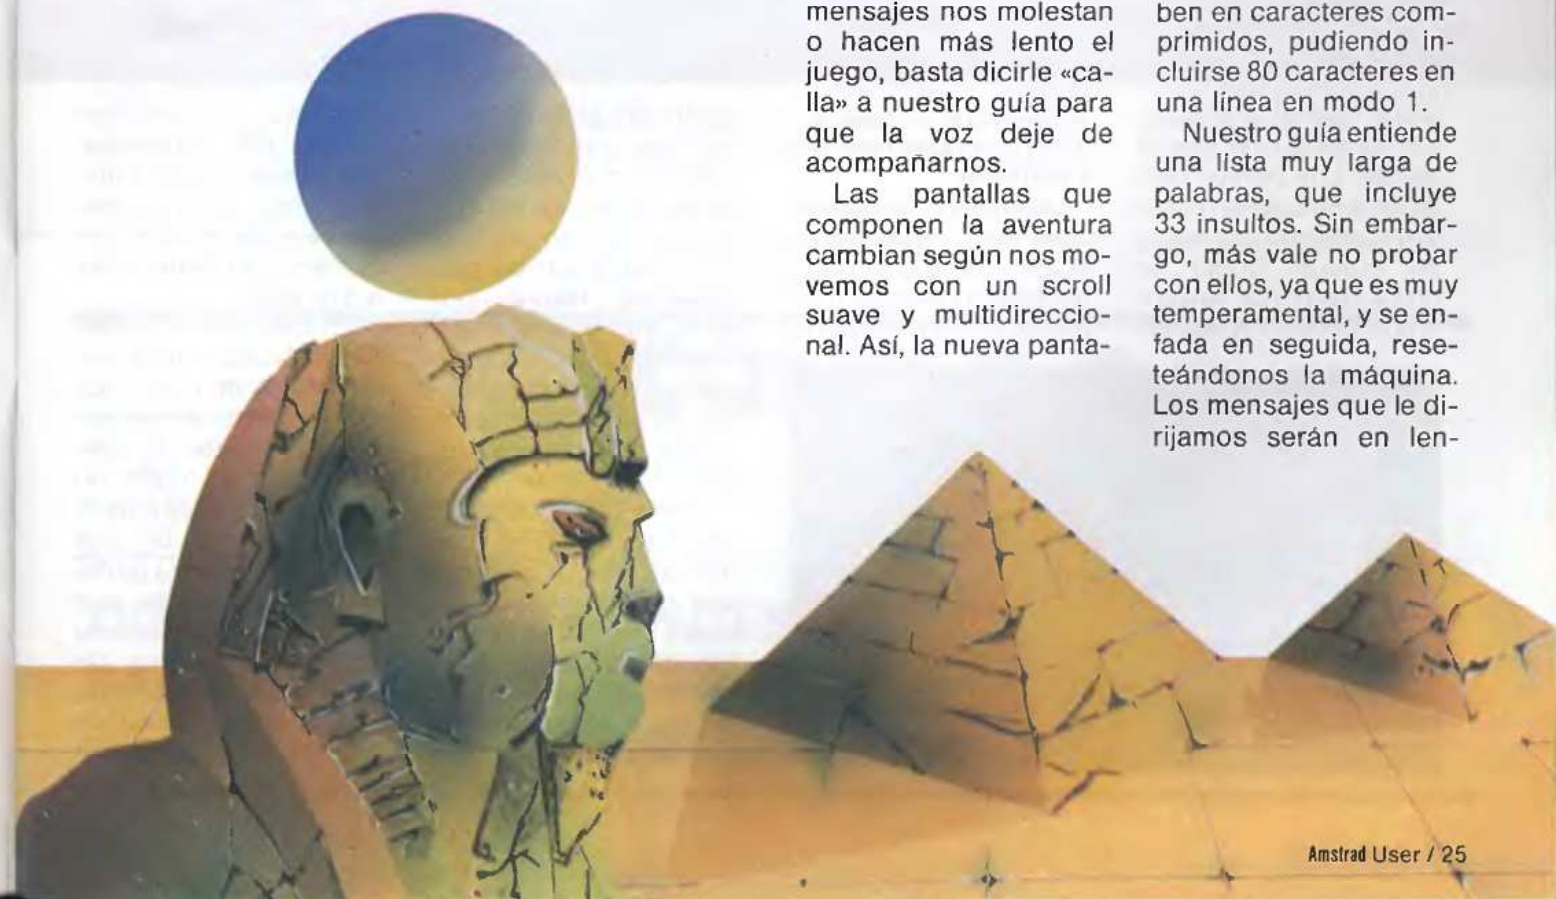 mensajes nos molestan
o hacen más lento el
juego, basta dicirle «ca-
lla» a nuestro guía para
que la voz deje de
acompañarnos.
Las pantallas que
componen la aventura
cambian según nos mo-
vemos con un scroll
suave y multidireccio-
nal. Así, la nueva panta-
ben en caracteres com-
primidos, pudiendo in-
cluirse 80 caracteres en
una línea en modo 1.
Nuestro guía entiende
una lista muy larga de
palabras, que incluye
33 insultos. Sin embar-
go, más vale no probar
con ellos, ya que es muy
temperamental, y se en-
fada en seguida, rese-
teándonos la máquina.
Los mensajes que le di-
rijamos serán en len-
Amstrad User / 25